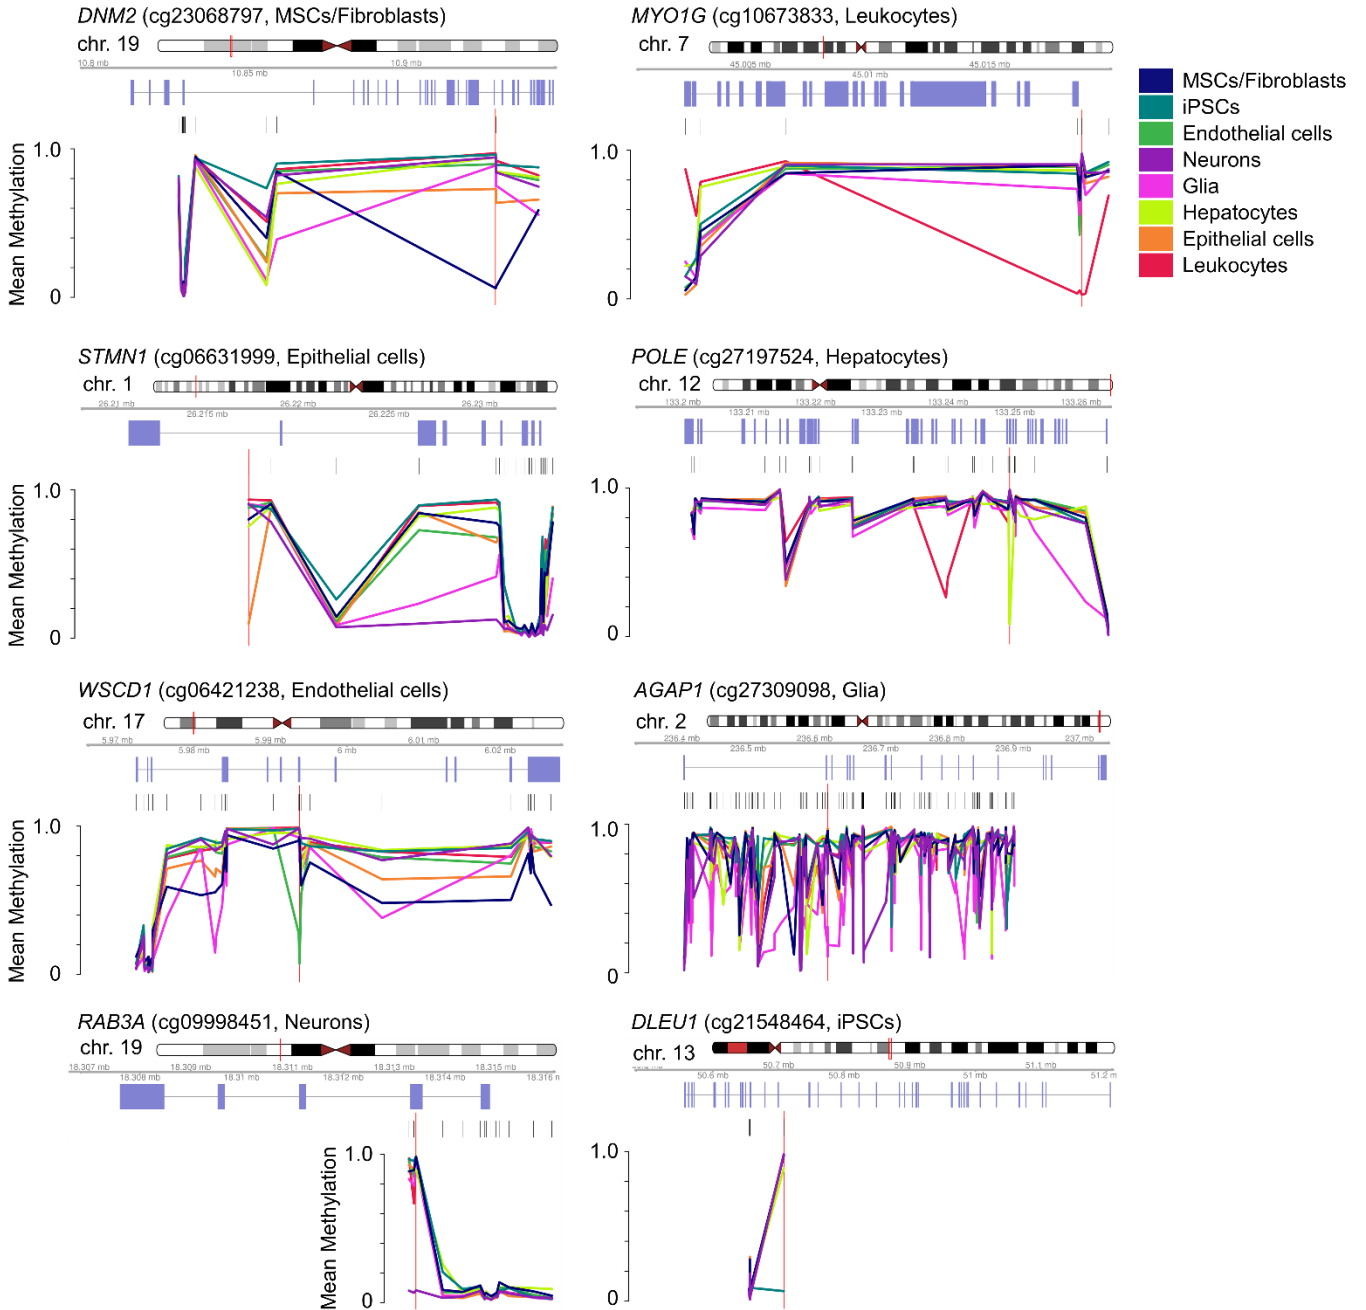 DNM2 (cg23068797, MSCs/Fibroblasts)
chr. 19
10.8 mb
10.85 mb
10.9 mb
Mean Methylation
1.0
0
MYO1G (cg10673833, Leukocytes)
chr. 7
45.005 mb
45.01 mb
45.015 mb
1.0
0
MSCs/Fibroblasts
iPSCs
Endothelial cells
Neurons
Glia
Hepatocytes
Epithelial cells
Leukocytes
STMN1 (cg06631999, Epithelial cells)
chr. 1
26.21 mb
26.215 mb
26.22 mb
26.225 mb
26.23 mb
Mean Methylation
1.0
0
POLE (cg27197524, Hepatocytes)
chr. 12
133.2 mb
133.21 mb
133.22 mb
133.23 mb
133.24 mb
133.25 mb
133.26 mb
1.0
0
WSCD1 (cg06421238, Endothelial cells)
chr. 17
5.97 mb
5.98 mb
5.99 mb
6 mb
6.01 mb
6.02 mb
Mean Methylation
1.0
0
AGAP1 (cg27309098, Glia)
chr. 2
236.4 mb
236.5 mb
236.6 mb
236.7 mb
236.8 mb
236.9 mb
237 mb
1.0
0
RAB3A (cg09998451, Neurons)
chr. 19
18.307 mb
18.308 mb
18.309 mb
18.31 mb
18.311 mb
18.312 mb
18.313 mb
18.314 mb
18.315 mb
18.316 n
Mean Methylation
1.0
0
DLEU1 (cg21548464, iPSCs)
chr. 13
50.6 mb
50.7 mb
50.8 mb
50.9 mb
51 mb
51.1 mb
51.2 m
1.0
0